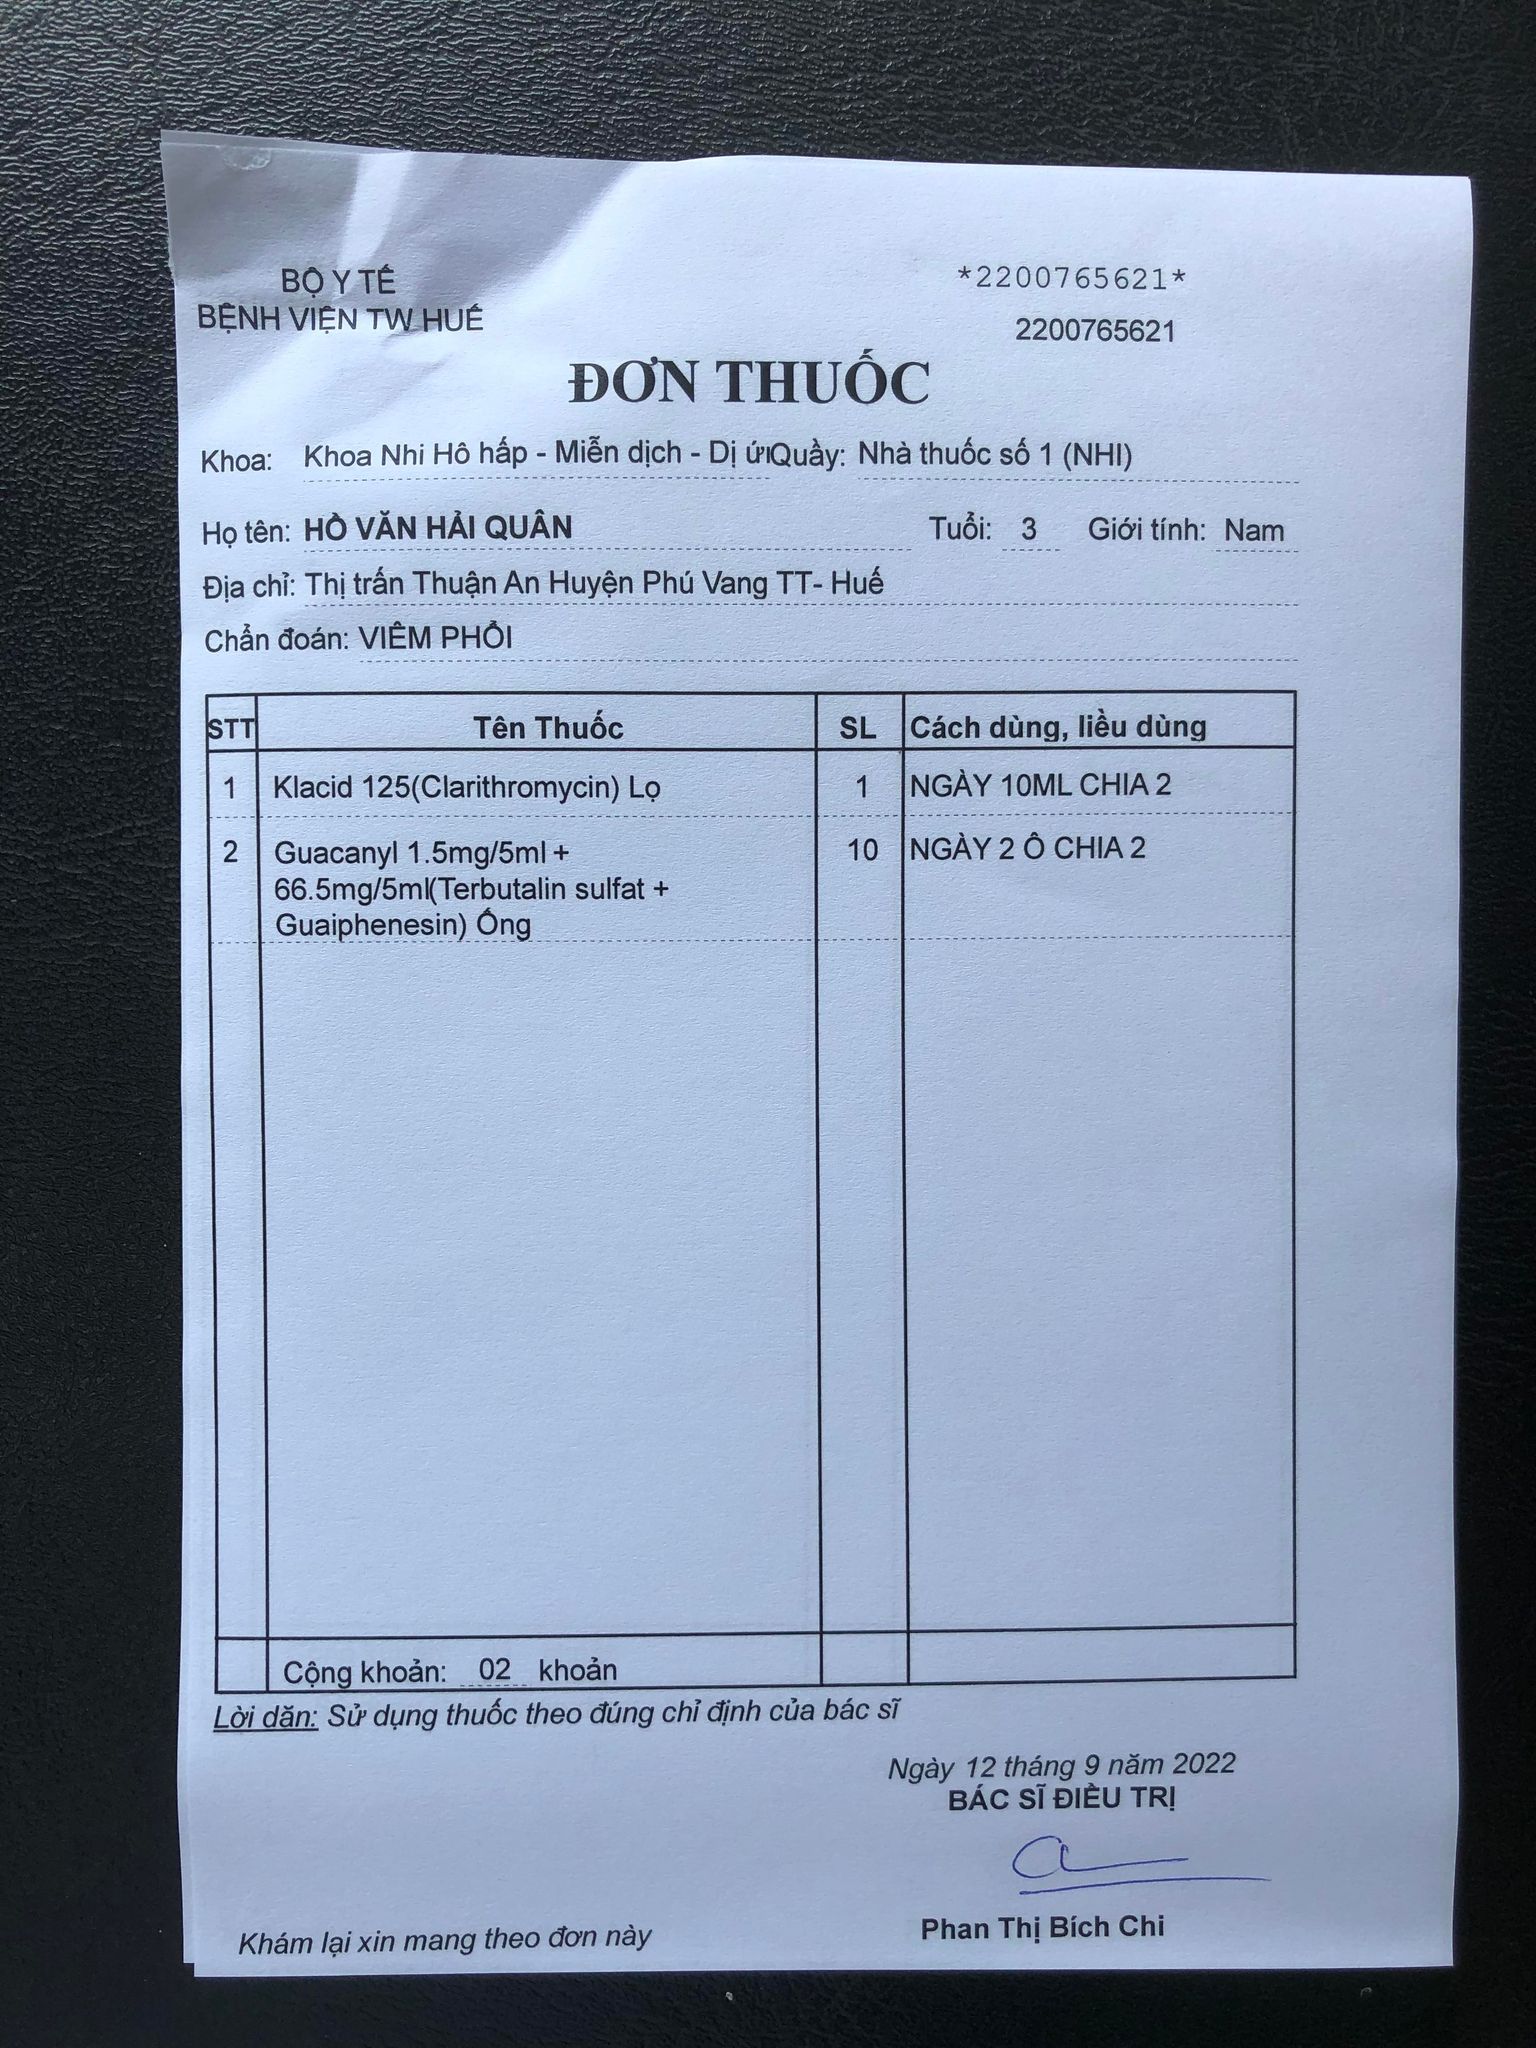 BỘ Y TẾ
BỆNH VIỆN TW HUẾ
*2200765621*
2200765621
ĐƠN THUỐC
Khoa: Khoa Nhi Hô hấp - Miễn dịch - Dị ứ Quầy: Nhà thuốc số 1 (NHI)
Họ tên: HỒ VĂN HẢI QUÂN Tuổi: 3 Giới tính: Nam
Địa chỉ: Thị trấn Thuận An Huyện Phú Vang TT- Huế
Chẩn đoán: VIÊM PHỔI
STT Tên Thuốc SL Cách dùng, liều dùng
1 Klacid 125(Clarithromycin) Lọ 1 NGÀY 10ML CHIA 2
2 Guacanyl 1.5mg/5ml + 10 NGÀY 2 Ô CHIA 2
66.5mg/5ml(Terbutalin sulfat +
Guaiphenesin) Ống
Cộng khoản: 02 khoản
Lời dăn: Sử dụng thuốc theo đúng chỉ định của bác sĩ
Ngày 12 tháng 9 năm 2022
BÁC SĨ ĐIỀU TRỊ
Phan Thị Bích Chi
Khám lại xin mang theo đơn này